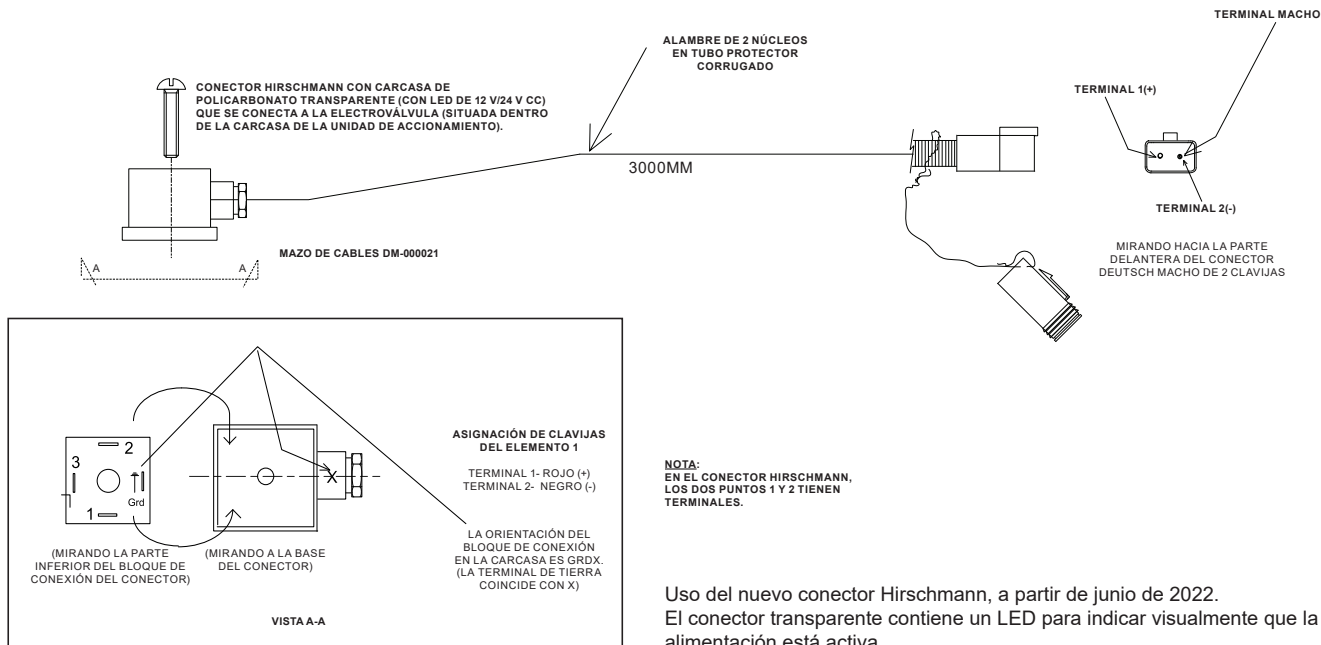 TERMINAL MACHO
ALAMBRE DE 2 NÚCLEOS
EN TUBO PROTECTOR
CORRUGADO
CONECTOR HIRSCHMANN CON CARCASA DE
POLICARBONATO TRANSPARENTE (CON LED DE 12 V/24 V CC)
QUE SE CONECTA A LA ELECTROVÁLVULA (SITUADA DENTRO
DE LA CARCASA DE LA UNIDAD DE ACCIONAMIENTO).
TERMINAL 1(+)
3000MM
TERMINAL 2(-)
MAZO DE CABLES DM-000021
A
A
MIRANDO HACIA LA PARTE
DELANTERA DEL CONECTOR
DEUTSCH MACHO DE 2 CLAVIJAS
2
3
Grd
1
ASIGNACIÓN DE CLAVIJAS
DEL ELEMENTO 1
TERMINAL 1- ROJO (+)
TERMINAL 2- NEGRO (-)
X
(MIRANDO LA PARTE
INFERIOR DEL BLOQUE DE
CONEXIÓN DEL CONECTOR)
(MIRANDO A LA BASE
DEL CONECTOR)
LA ORIENTACIÓN DEL
BLOQUE DE CONEXIÓN
EN LA CARCASA ES GRDX.
(LA TERMINAL DE TIERRA
COINCIDE CON X)
VISTA A-A
NOTA:
EN EL CONECTOR HIRSCHMANN,
LOS DOS PUNTOS 1 Y 2 TIENEN
TERMINALES.
Uso del nuevo conector Hirschmann, a partir de junio de 2022.
El conector transparente contiene un LED para indicar visualmente que la
alimentación está activa